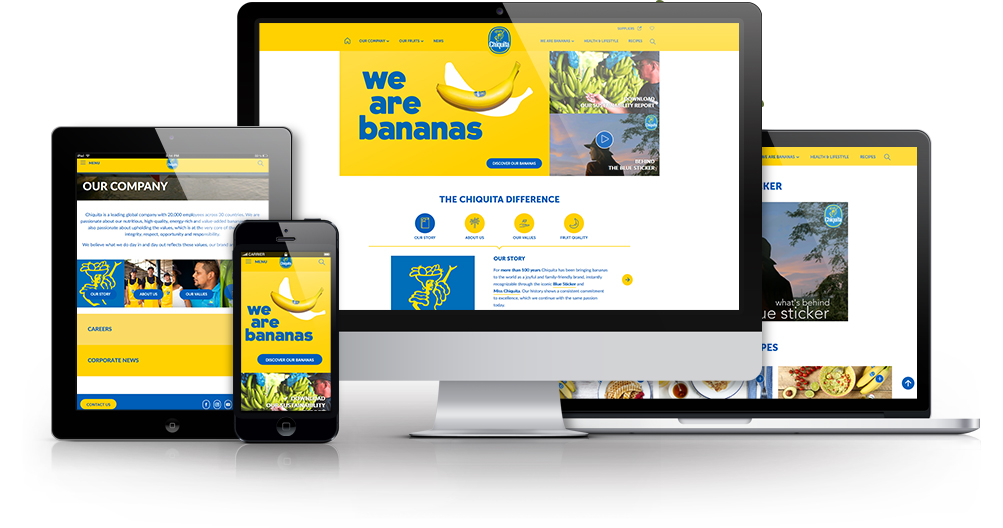 SUPPLIERS
OUR COMPANY
OUR FRUITS
NEWS
Chiquita
WE ARE BANANAS
HEALTH & LIFESTYLE
RECIPES
we
are
bananas
DISCOVER OUR BANANAS
DOWNLOAD
OUR SUSTAINABILITY REPORT
BEHIND
THE BLUE STICKER
THE CHIQUITA DIFFERENCE
OUR STORY
ABOUT US
OUR VALUES
FRUIT QUALITY
OUR STORY
For more than 100 years Chiquita has been bringing bananas
to the world as a joyful and family-friendly brand, instantly
recognizable through the iconic Blue Sticker and
Miss Chiquita. Our history shows a consistent commitment
to excellence, which we continue with the same passion
today.
iPad
MENU
OUR COMPANY
Chiquita is a leading global company with 20,000 employees across 30 countries. We are
passionate about our nutritious, high-quality, energy rich and value-added bananas. We are
also passionate about upholding the values, which is at the very core of the
integrity, respect, opportunity and responsibility.
We believe what we do day in and day out reflects these values, our brand
OUR STORY
ABOUT US
OUR VALUES
CAREERS
CORPORATE NEWS
CONTACT US
CARRIER
MENU
we
are
bananas
DISCOVER OUR BANANAS
DOWNLOAD
OUR SUSTAINABILITY
WE ARE BANANAS
HEALTH & LIFESTYLE
RECIPES
KER
Chiquita
what's behind
ue sticker
PES